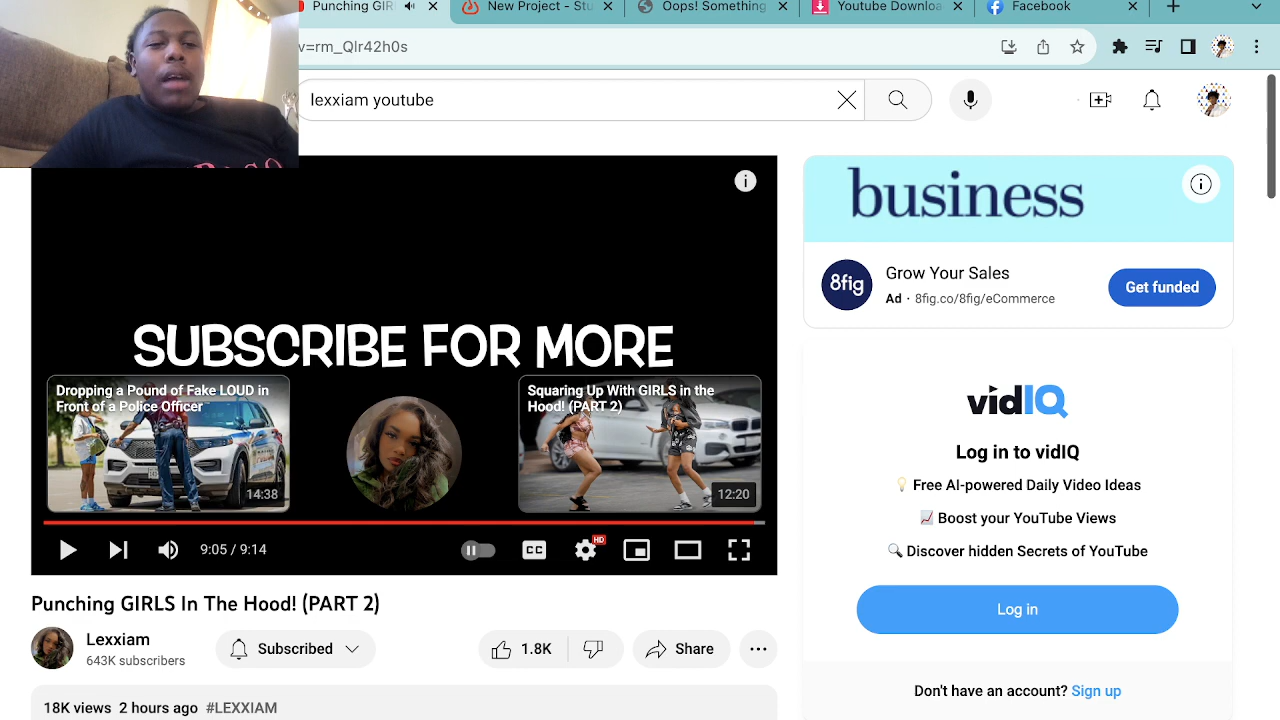 Punching GIRL
New Project - Stu
Oops! Something
Youtube Downloa
Facebook
v=rm_Qlr42h0s
lexxiam youtube
SUBSCRIBE FOR MORE
Dropping a Pound of Fake LOUD in
Front of a Police Officer
14:38
Squaring Up With GIRLS in the
Hood! (PART 2)
12:20
9:05 / 9:14
CC
HD
Punching GIRLS In The Hood! (PART 2)
Lexxiam
643K subscribers
Subscribed
1.8K
Share
18K views 2 hours ago #LEXXIAM
business
8fig
Grow Your Sales
Ad · 8fig.co/8fig/eCommerce
Get funded
vidIQ
Log in to vidIQ
Free AI-powered Daily Video Ideas
Boost your YouTube Views
Discover hidden Secrets of YouTube
Log in
Don't have an account? Sign up